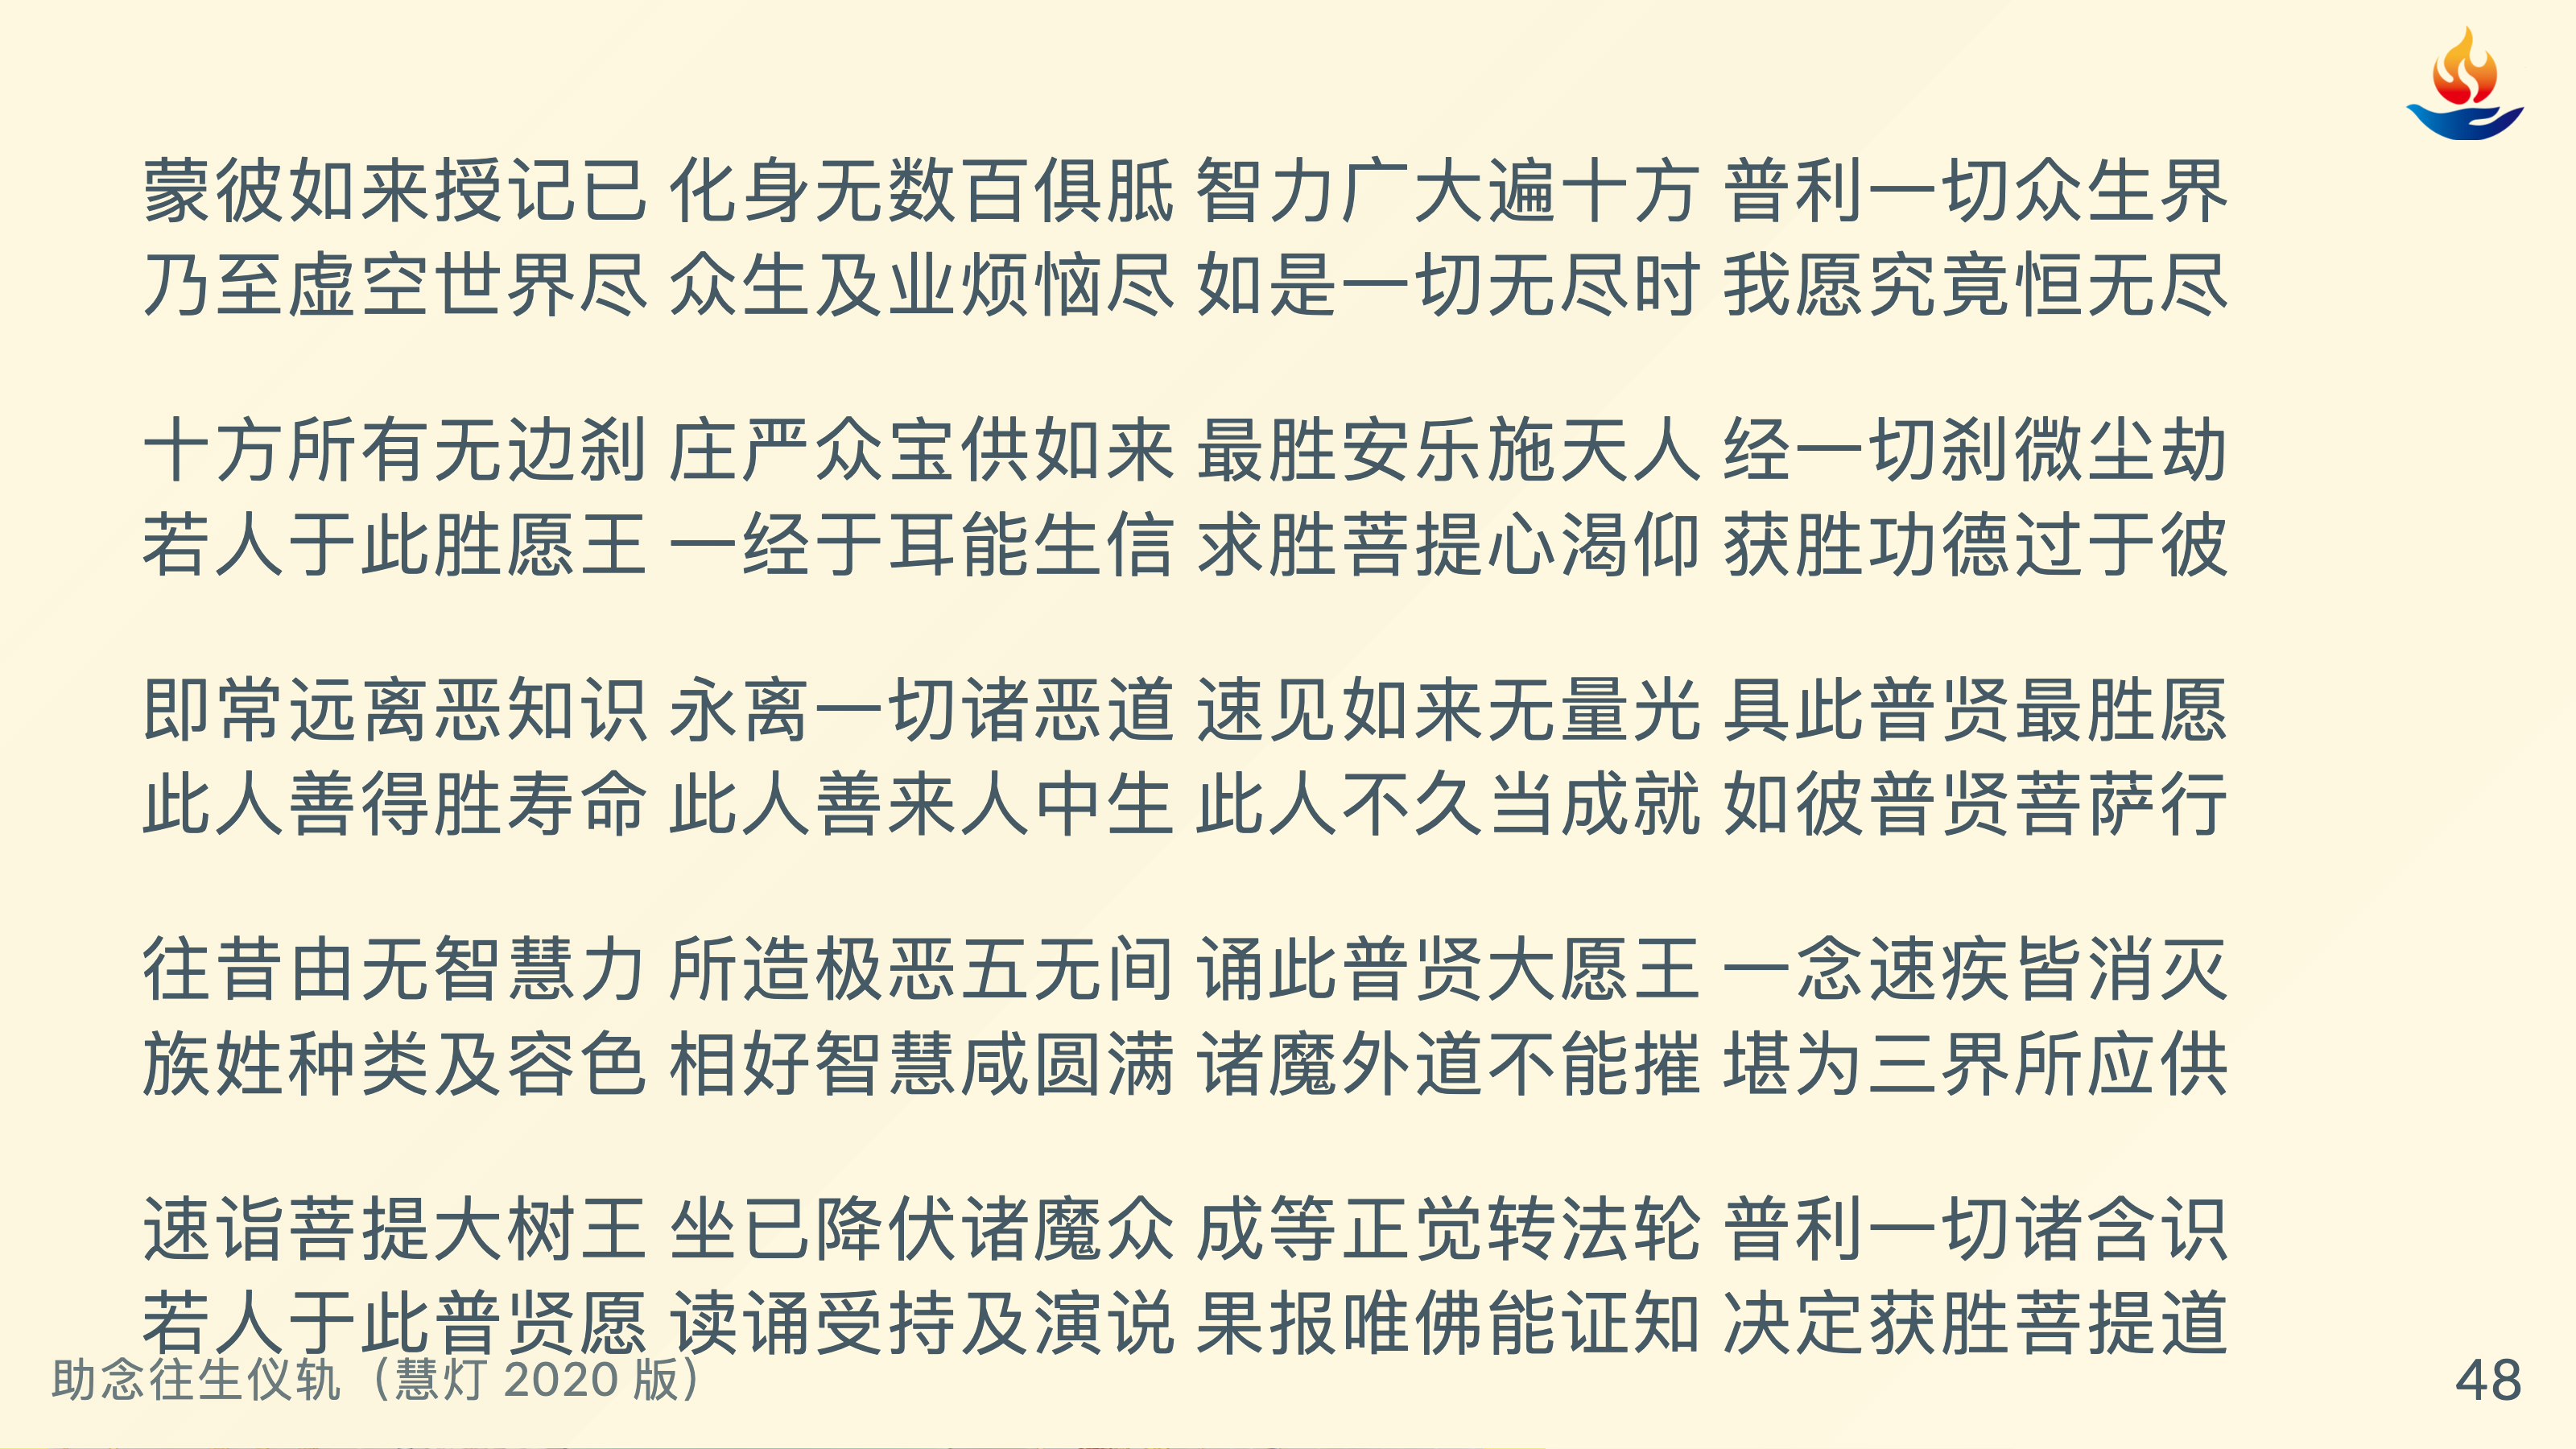 蒙彼如来授记已 化身无数百俱胝 智力广大遍十方 普利一切众生界
乃至虚空世界尽 众生及业烦恼尽 如是一切无尽时 我愿究竟恒无尽
十方所有无边刹 庄严众宝供如来 最胜安乐施天人 经一切刹微尘劫
若人于此胜愿王 一经于耳能生信 求胜菩提心渴仰 获胜功德过于彼
即常远离恶知识 永离一切诸恶道 速见如来无量光 具此普贤最胜愿
此人善得胜寿命 此人善来人中生 此人不久当成就 如彼普贤菩萨行
往昔由无智慧力 所造极恶五无间 诵此普贤大愿王 一念速疾皆消灭
族姓种类及容色 相好智慧咸圆满 诸魔外道不能摧 堪为三界所应供
速诣菩提大树王 坐已降伏诸魔众 成等正觉转法轮 普利一切诸含识
若人于此普贤愿 读诵受持及演说 果报唯佛能证知 决定获胜菩提道
助念往生仪轨（慧灯 2020 版）
48